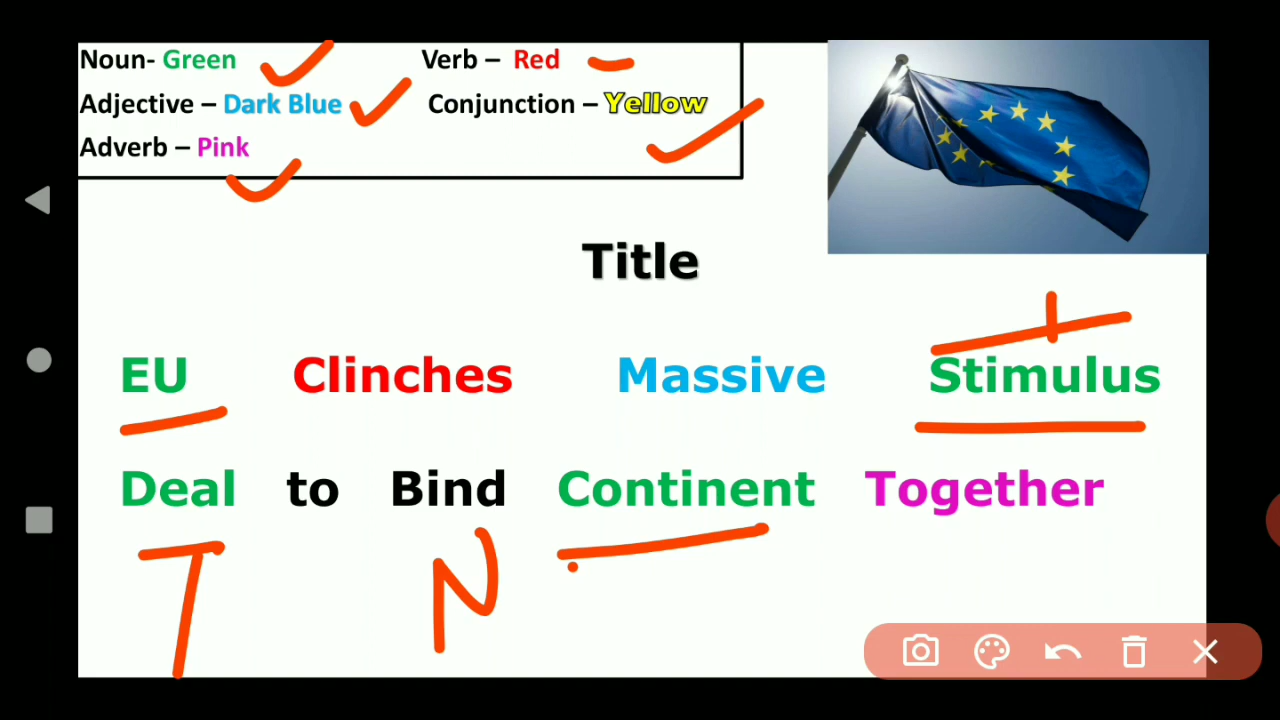 Noun- Green Verb – Red
Adjective – Dark Blue Conjunction – Yellow
Adverb – Pink
Title
EU Clinches Massive Stimulus
Deal to Bind Continent Together
T N